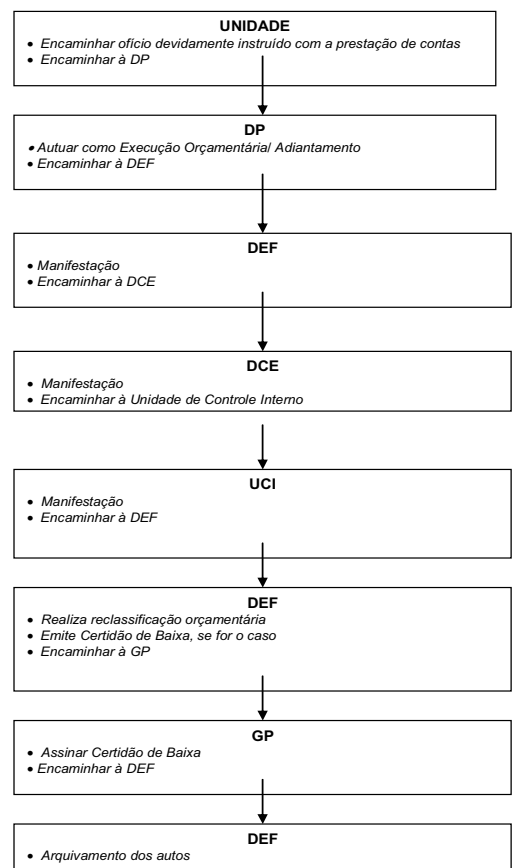 UNIDADE
• Encaminhar ofício devidamente instruído com a prestação de contas
• Encaminhar à DP
DP
• Autuar como Execução Orçamentária/ Adiantamento
• Encaminhar à DEF
DEF
• Manifestação
• Encaminhar à DCE
DCE
• Manifestação
• Encaminhar à Unidade de Controle Interno
UCI
• Manifestação
• Encaminhar à DEF
DEF
• Realiza reclassificação orçamentária
• Emite Certidão de Baixa, se for o caso
• Encaminhar à GP
GP
• Assinar Certidão de Baixa
• Encaminhar à DEF
DEF
• Arquivamento dos autos